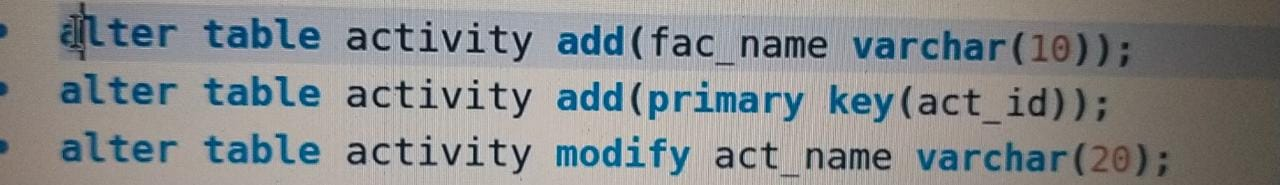 alter table activity add(fac_name varchar(10));
alter table activity add(primary key(act_id));
alter table activity modify act_name varchar(20);